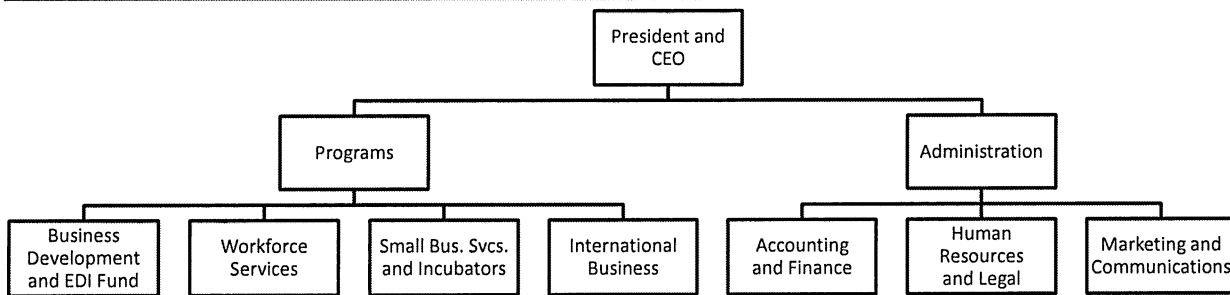 President and
CEO
Programs
Administration
Business
Development
and EDI Fund
Workforce
Services
Small Bus. Svcs.
and Incubators
International
Business
Accounting
and Finance
Human
Resources
and Legal
Marketing and
Communications